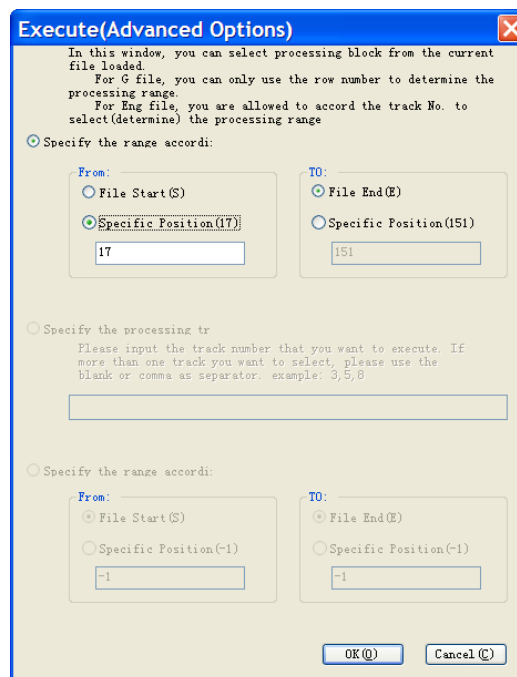 Execute(Advanced Options)
In this window, you can select processing block from the current
file loaded.
For G file, you can only use the row number to determine the
processing range.
For Eng file, you are allowed to accord the track No. to
select(determine) the processing range
Specify the range accordi:
From:
File Start(S)
Specific Position(17)
17
TO:
File End(E)
Specific Position(151)
151
Specify the processing tr
Please input the track number that you want to execute. If
more than one track you want to select, please use the
blank or comma as separator. example: 3,5,8
Specify the range accordi:
From:
File Start(S)
Specific Position(-1)
-1
TO:
File End(E)
Specific Position(-1)
-1
OK(O)
Cancel(C)